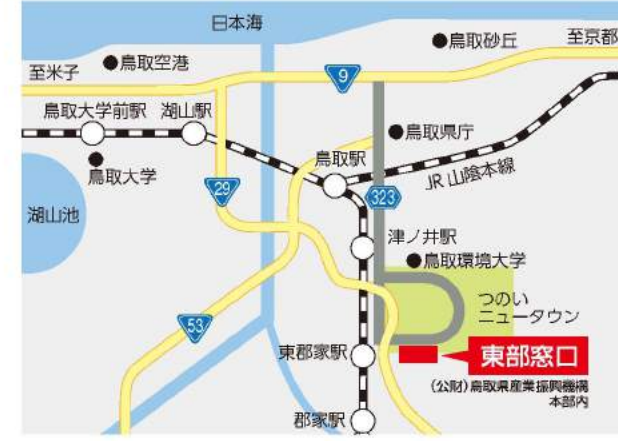 日本海
●鳥取砂丘
至京都
●鳥取空港
至米子
9
鳥取大学前駅
湖山駅
●鳥取県庁
鳥取駅
JR山陰本線
鳥取大学
29
323
湖山池
津ノ井駅
●鳥取環境大学
つのい
ニュータウン
53
東郡家駅
東部窓口
(公財)鳥取県産業振興機構
本部内
郡家駅